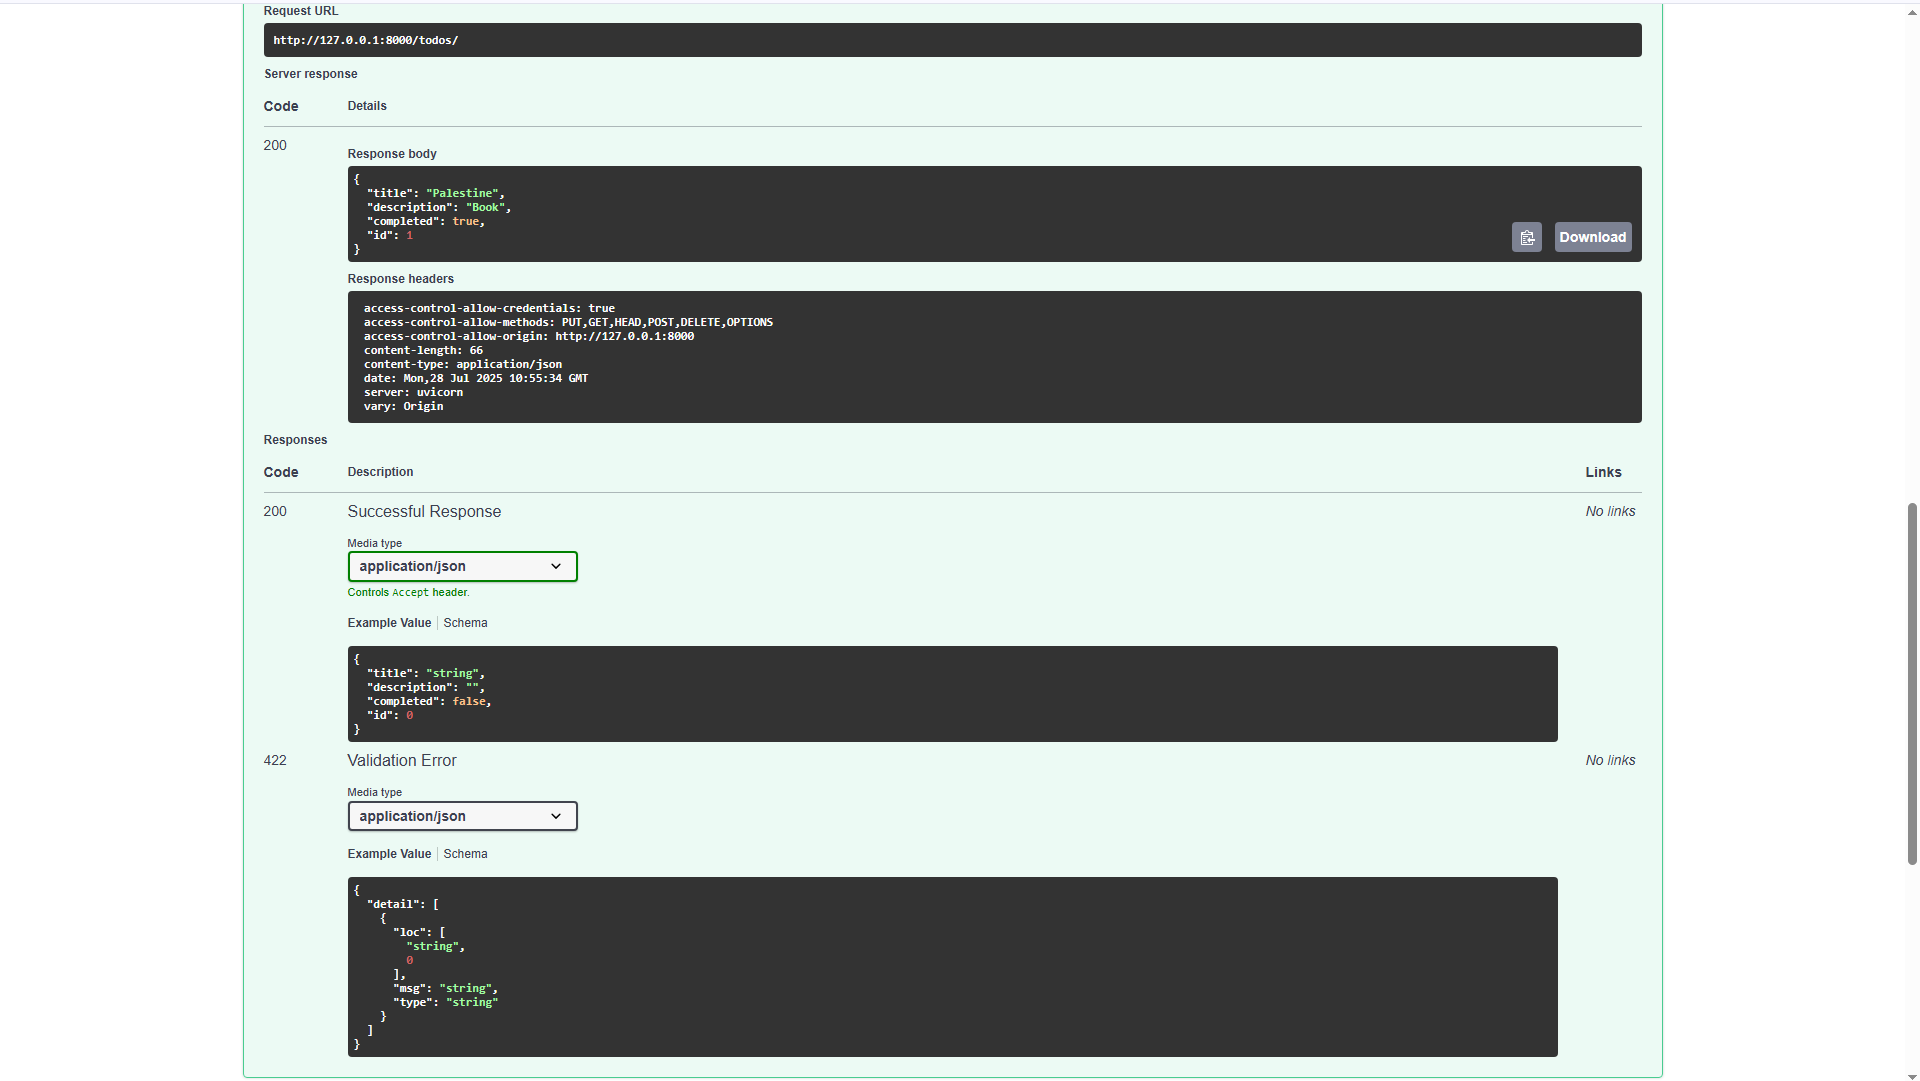 Request URL
http://127.0.0.1:8000/todos/
Server response
Code Details
200
Response body
{
  "title": "Palestine",
  "description": "Book",
  "completed": true,
  "id": 1
}
Download
Response headers
access-control-allow-credentials: true
access-control-allow-methods: PUT,GET,HEAD,POST,DELETE,OPTIONS
access-control-allow-origin: http://127.0.0.1:8000
content-length: 66
content-type: application/json
date: Mon,28 Jul 2025 10:55:34 GMT
server: uvicorn
vary: Origin
Responses
Code Description Links
200 Successful Response No links
Media type
application/json
Controls Accept header.
Example Value Schema
{
  "title": "string",
  "description": "",
  "completed": false,
  "id": 0
}
422 Validation Error No links
Media type
application/json
Example Value Schema
{
  "detail": [
    {
      "loc": [
        "string",
        0
      ],
      "msg": "string",
      "type": "string"
    }
  ]
}